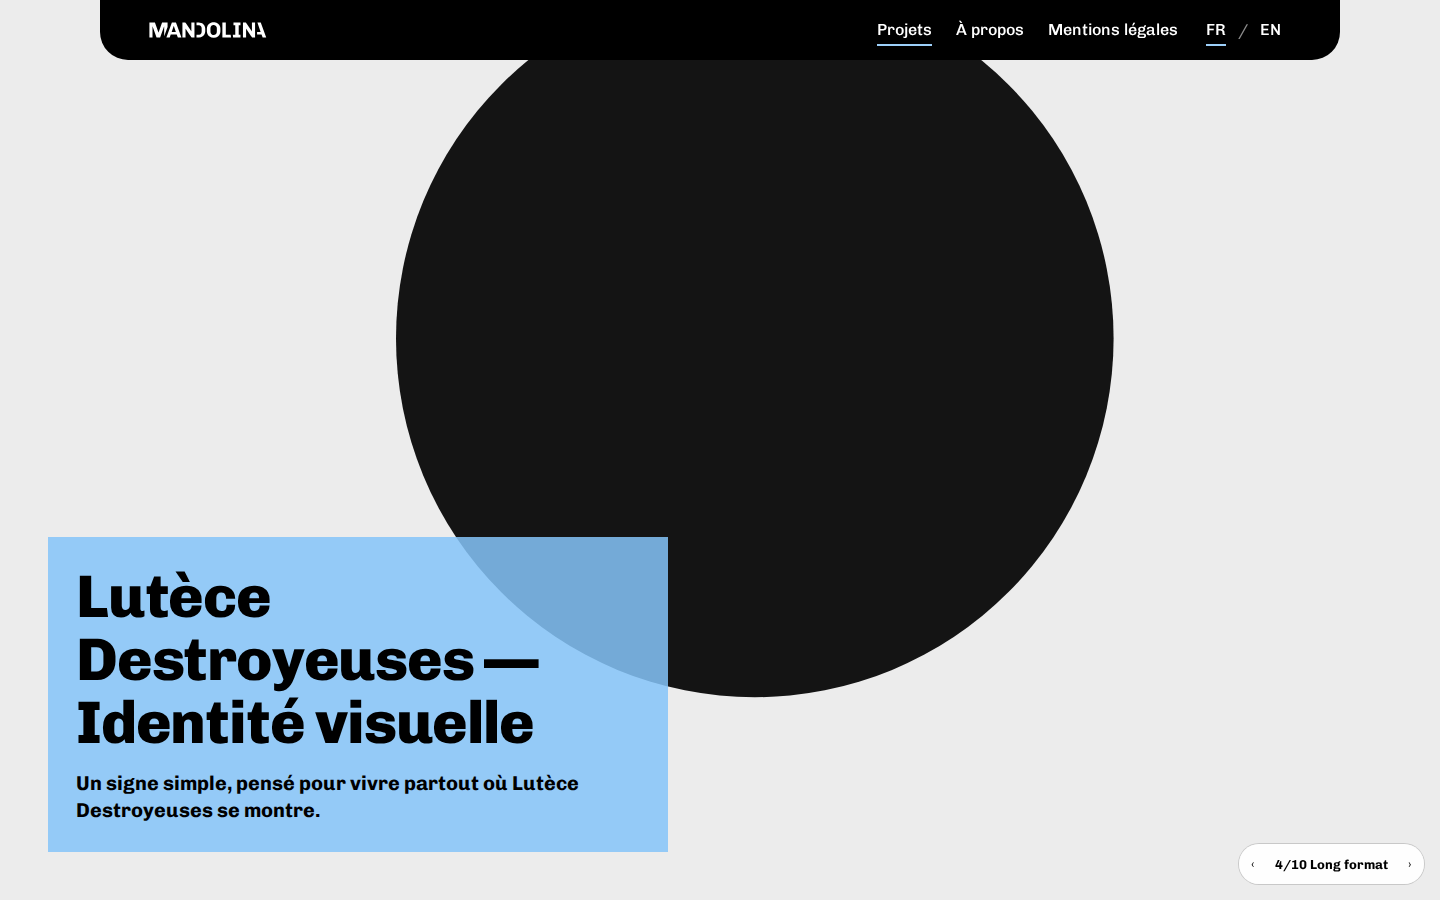 MANDOLINA
Projets À propos Mentions légales FR / EN
Lutèce
Destroyeuses —
Identité visuelle
Un signe simple, pensé pour vivre partout où Lutèce
Destroyeuses se montre.
‹ 4/10 Long format ›